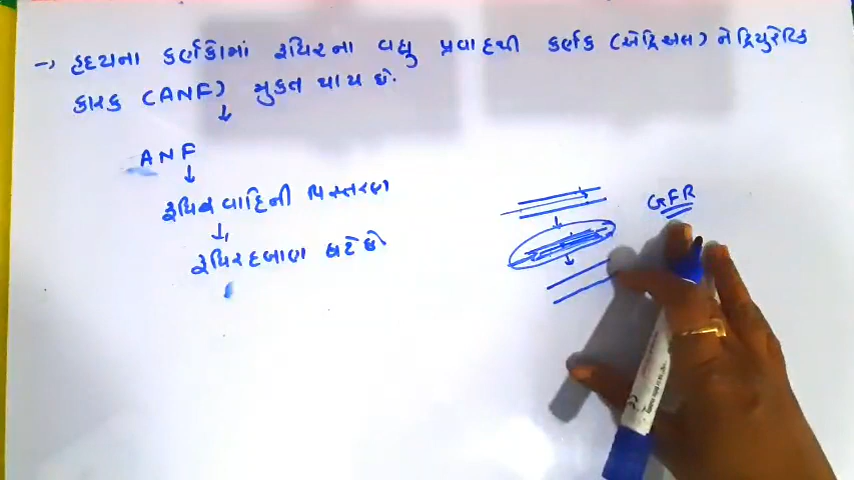 → હૃદયના કર્ણકોમાં રૂધિરના વધુ પ્રવાહથી કર્ણક (એટ્રિઅલ) નેટ્રિયુરેટિક
કારક (ANF) મુકત થાય છે.
ANF
રૂધિરવાહિની વિસ્તરણ
રૂધિરદબાણ ઘટે છે
GFR